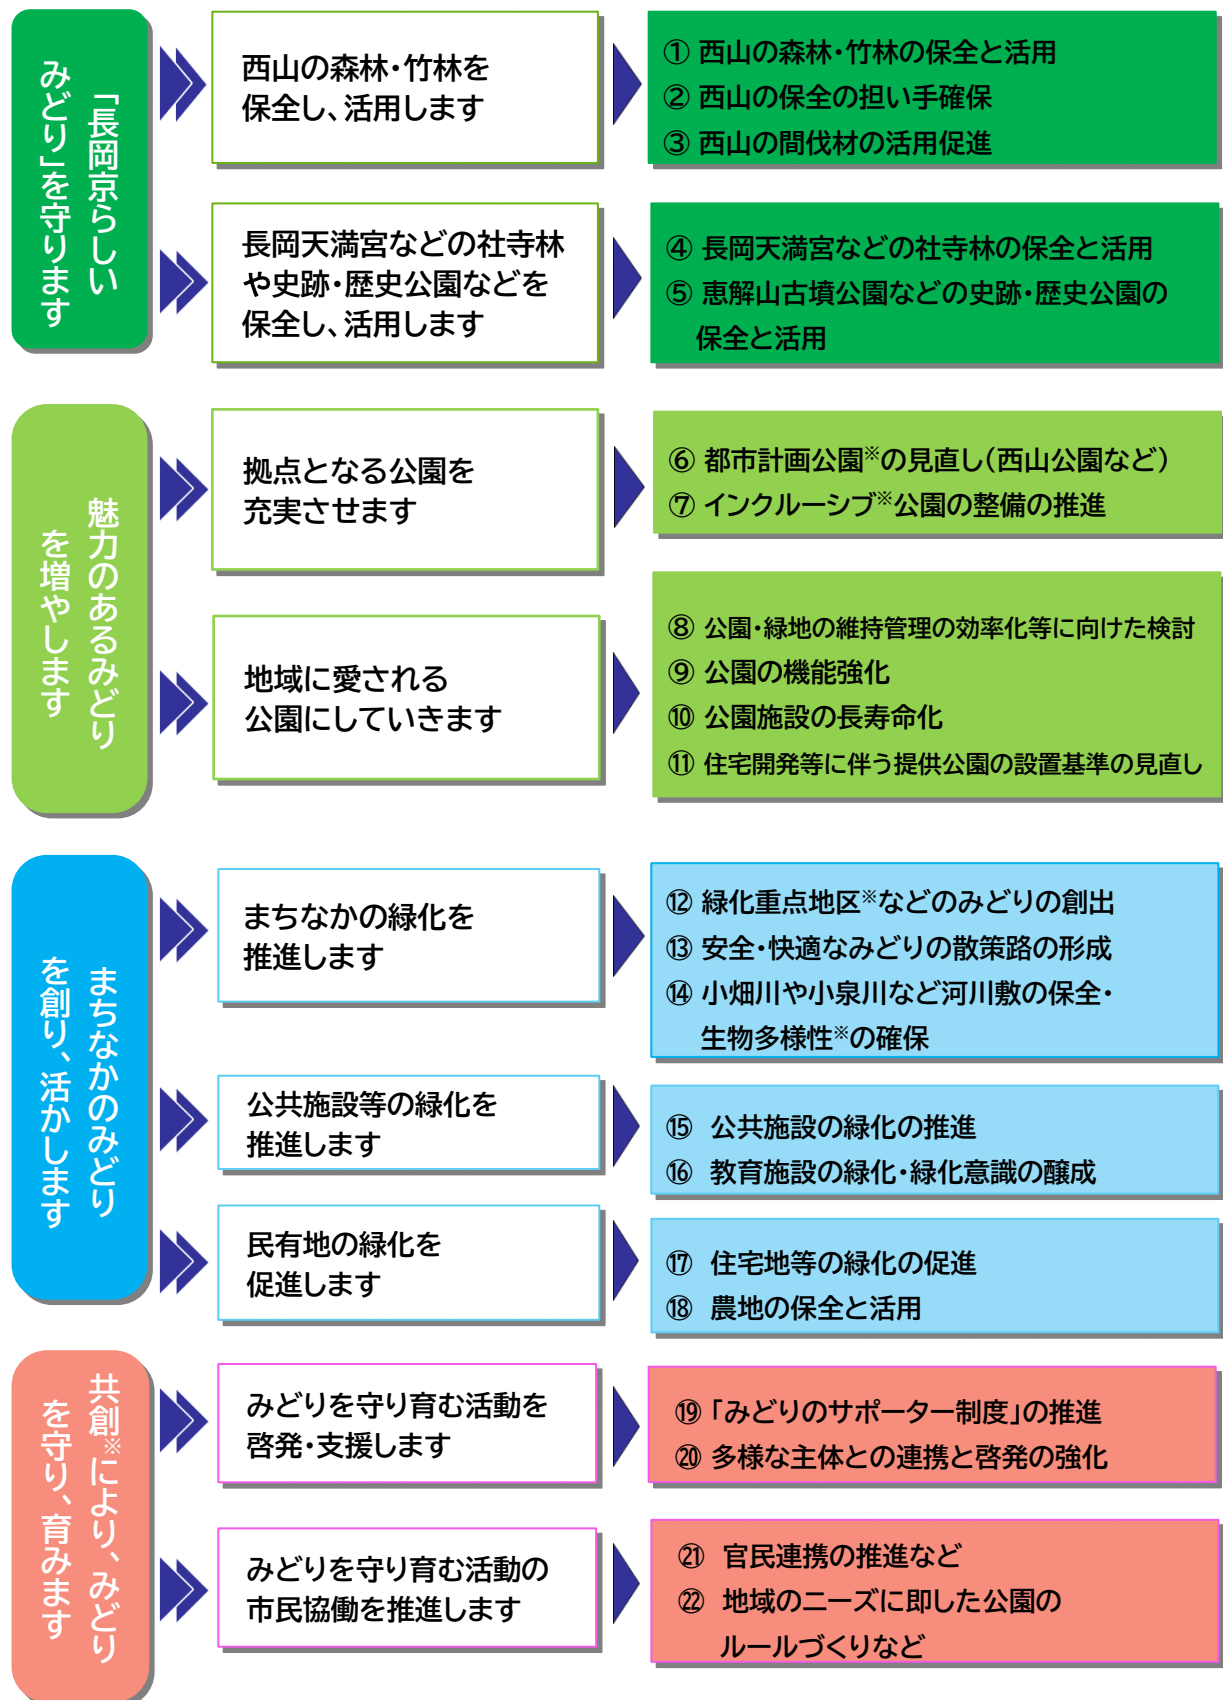 「長岡京らしい
みどり」を守ります
西山の森林・竹林を
保全し、活用します
① 西山の森林・竹林の保全と活用
② 西山の保全の担い手確保
③ 西山の間伐材の活用促進
長岡天満宮などの社寺林
や史跡・歴史公園などを
保全し、活用します
④ 長岡天満宮などの社寺林の保全と活用
⑤ 恵解山古墳公園などの史跡・歴史公園の
保全と活用
魅力のあるみどり
を増やします
拠点となる公園を
充実させます
⑥ 都市計画公園※の見直し(西山公園など)
⑦ インクルーシブ※公園の整備の推進
地域に愛される
公園にしていきます
⑧ 公園・緑地の維持管理の効率化等に向けた検討
⑨ 公園の機能強化
⑩ 公園施設の長寿命化
⑪ 住宅開発等に伴う提供公園の設置基準の見直し
まちなかのみどり
を創り、活かします
まちなかの緑化を
推進します
⑫ 緑化重点地区※などのみどりの創出
⑬ 安全・快適なみどりの散策路の形成
⑭ 小畑川や小泉川など河川敷の保全・
生物多様性※の確保
公共施設等の緑化を
推進します
⑮ 公共施設の緑化の推進
⑯ 教育施設の緑化・緑化意識の醸成
民有地の緑化を
促進します
⑰ 住宅地等の緑化の促進
⑱ 農地の保全と活用
共創※により、みどり
を守り、育みます
みどりを守り育む活動を
啓発・支援します
⑲ 「みどりのサポーター制度」の推進
⑳ 多様な主体との連携と啓発の強化
みどりを守り育む活動の
市民協働を推進します
㉑ 官民連携の推進など
㉒ 地域のニーズに即した公園の
ルールづくりなど